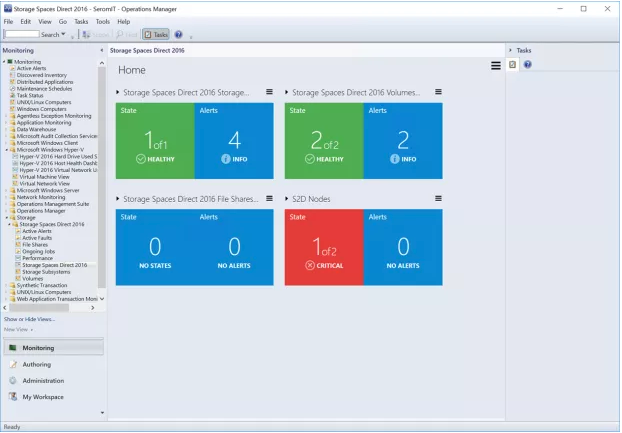 Storage Spaces Direct 2016 - SeromIT - Operations Manager
File Edit View Go Tasks Tools Help
Search Scope Find Tasks
Monitoring
Monitoring
Active Alerts
Discovered Inventory
Distributed Applications
Maintenance Schedules
Task Status
UNIX/Linux Computers
Windows Computers
Agentless Exception Monitoring
Application Monitoring
Data Warehouse
Microsoft Audit Collection Service
Microsoft Windows Client
Microsoft Windows Hyper-V
Hyper-V 2016 Hard Drive Used S
Hyper-V 2016 Host Health Dashb
Hyper-V 2016 Virtual Network U
Virtual Machine View
Virtual Network View
Microsoft Windows Server
Network Monitoring
Operations Management Suite
Operations Manager
Storage
Storage Spaces Direct 2016
Active Alerts
Active Faults
File Shares
Ongoing Jobs
Performance
Storage Spaces Direct 2016
Storage Subsystems
Volumes
Synthetic Transaction
UNIX/Linux Computers
Web Application Transaction Moni
Show or Hide Views...
New View
Monitoring
Authoring
Administration
My Workspace
Storage Spaces Direct 2016
Home
Storage Spaces Direct 2016 Storage...
State Alerts
1 of1 4
HEALTHY INFO
Storage Spaces Direct 2016 Volumes...
State Alerts
2 of2 2
HEALTHY INFO
Storage Spaces Direct 2016 File Shares...
State Alerts
0 0
NO STATES NO ALERTS
S2D Nodes
State Alerts
1 of2 0
CRITICAL NO ALERTS
Tasks
Ready